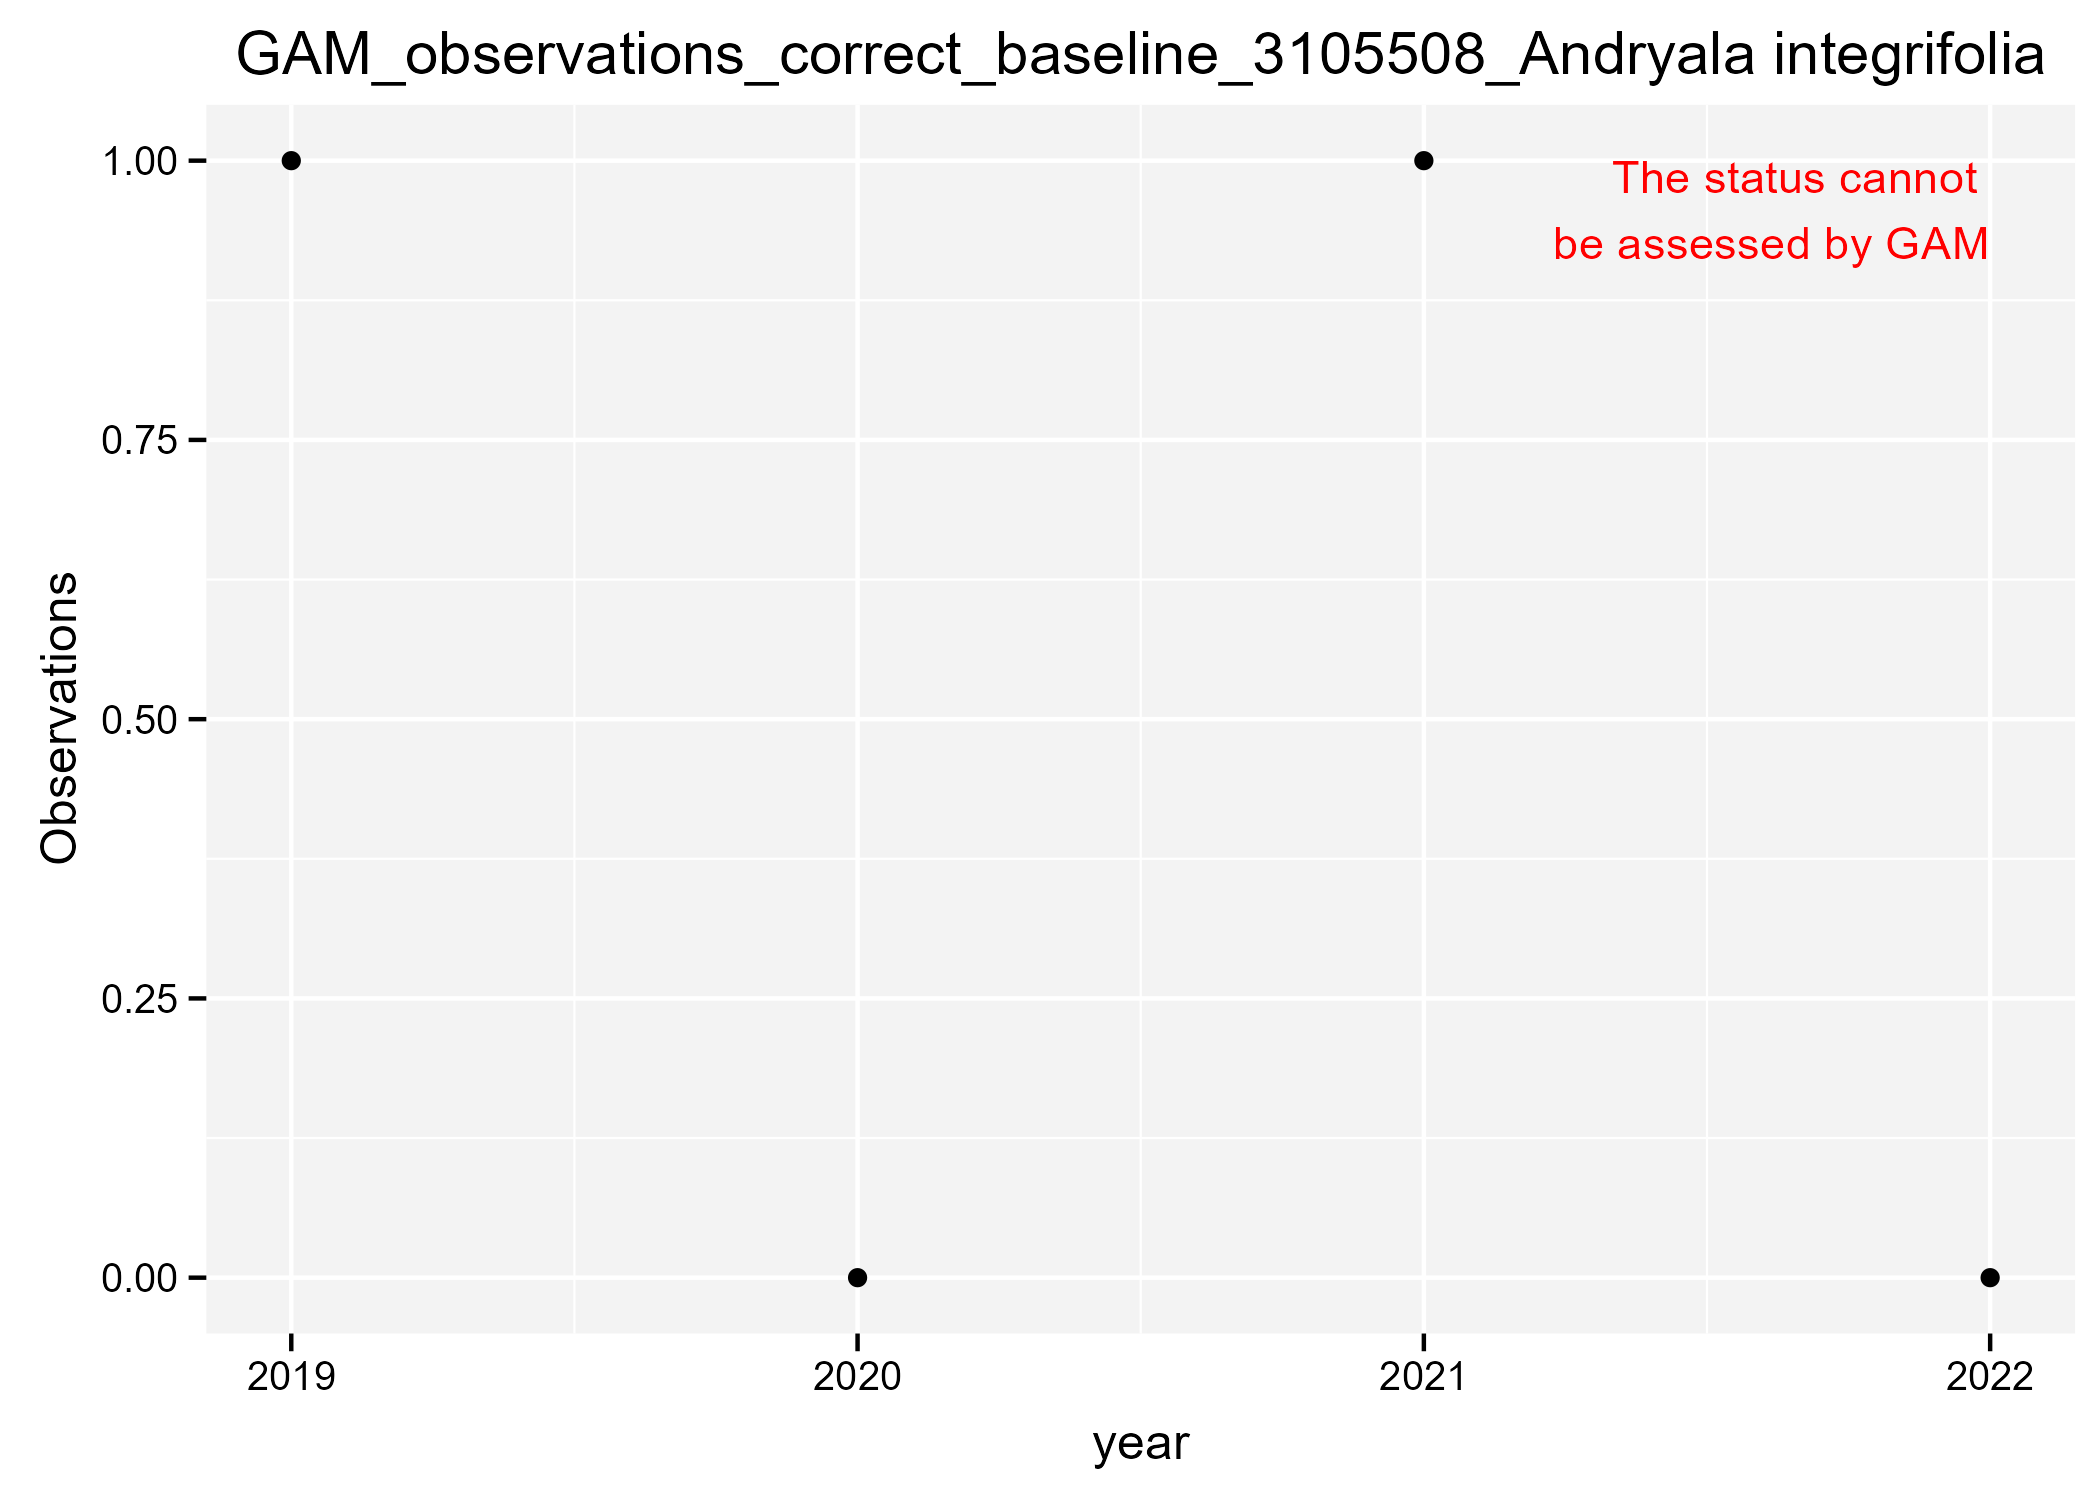 GAM_observations_correct_baseline_3105508_Andryala integrifolia
The status cannot
be assessed by GAM
1.00
0.75
0.50
0.25
0.00
Observations
2019
2020
2021
2022
year